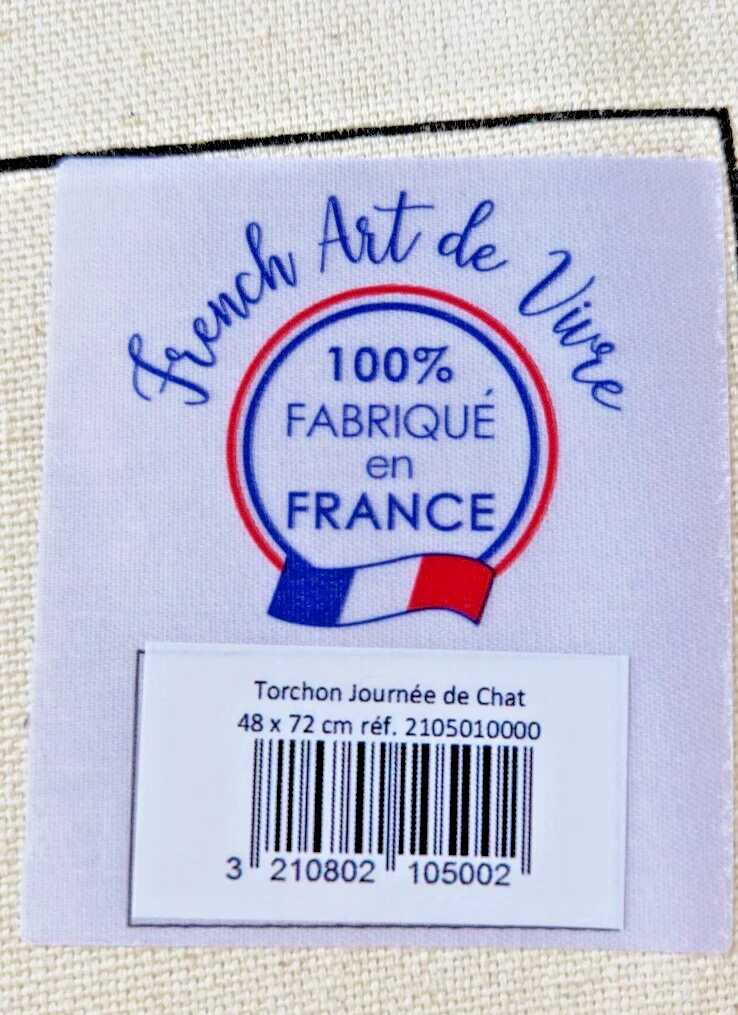 French Art de Vivre
100%
FABRIQUÉ
en
FRANCE
Torchon Journée de Chat
48 x 72 cm réf. 2105010000
3 210802 105002